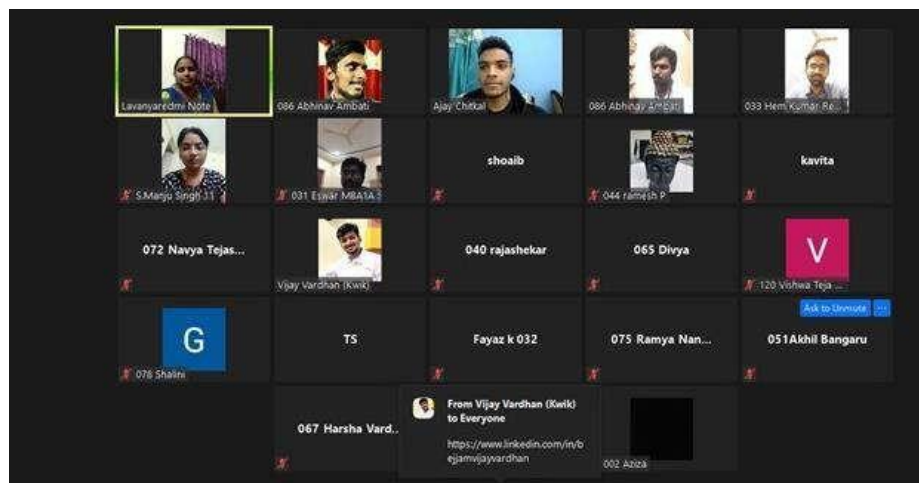 Lavanyaredmi Note
086 Abhinav Ambati
Ajay Chitkal
086 Abhinav Ambati
033 Hem Kumar Re...
S.Manju Singh
031 Eswar MBA1A
shoaib
044 ramesh P
kavita
072 Navya Tejas...
Vijay Vardhan (Kwik)
040 rajashekar
065 Divya
V
120 Vishwa Teja ...
G
078 Shalini
TS
Fayaz k 032
075 Ramya Nan...
Ask to Unmute ...
051Akhil Bangaru
067 Harsha Vard..
From Vijay Vardhan (Kwik)
to Everyone
https://www.linkedin.com/in/b
ejjamvijayvardhan
002 Aziza